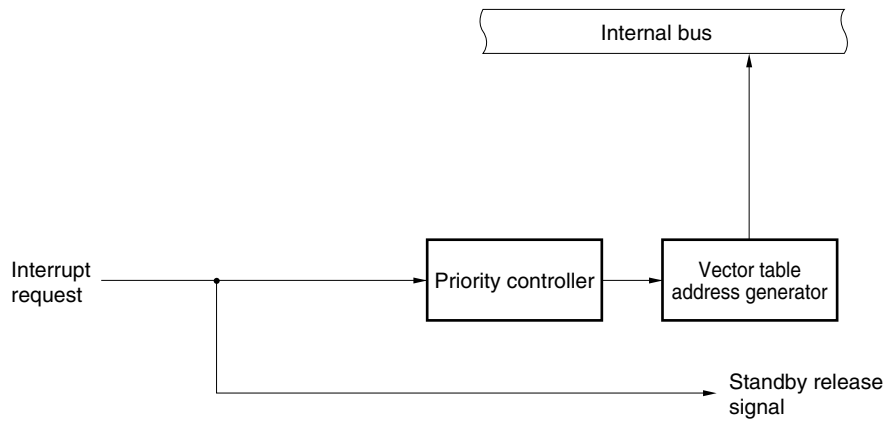 Internal bus
Interrupt
request
Priority controller
Vector table
address generator
Standby release
signal